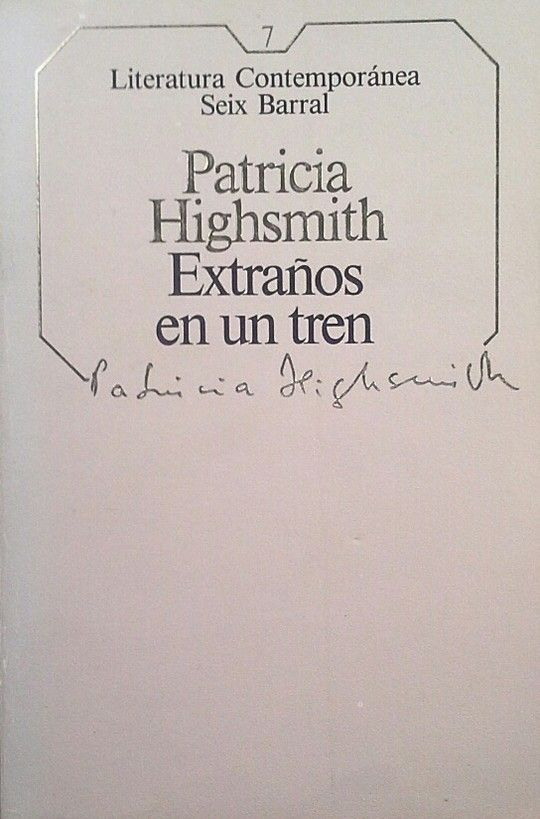 7
Literatura Contemporánea
Seix Barral
Patricia
Highsmith
Extraños
en un tren
Patricia Highsmith